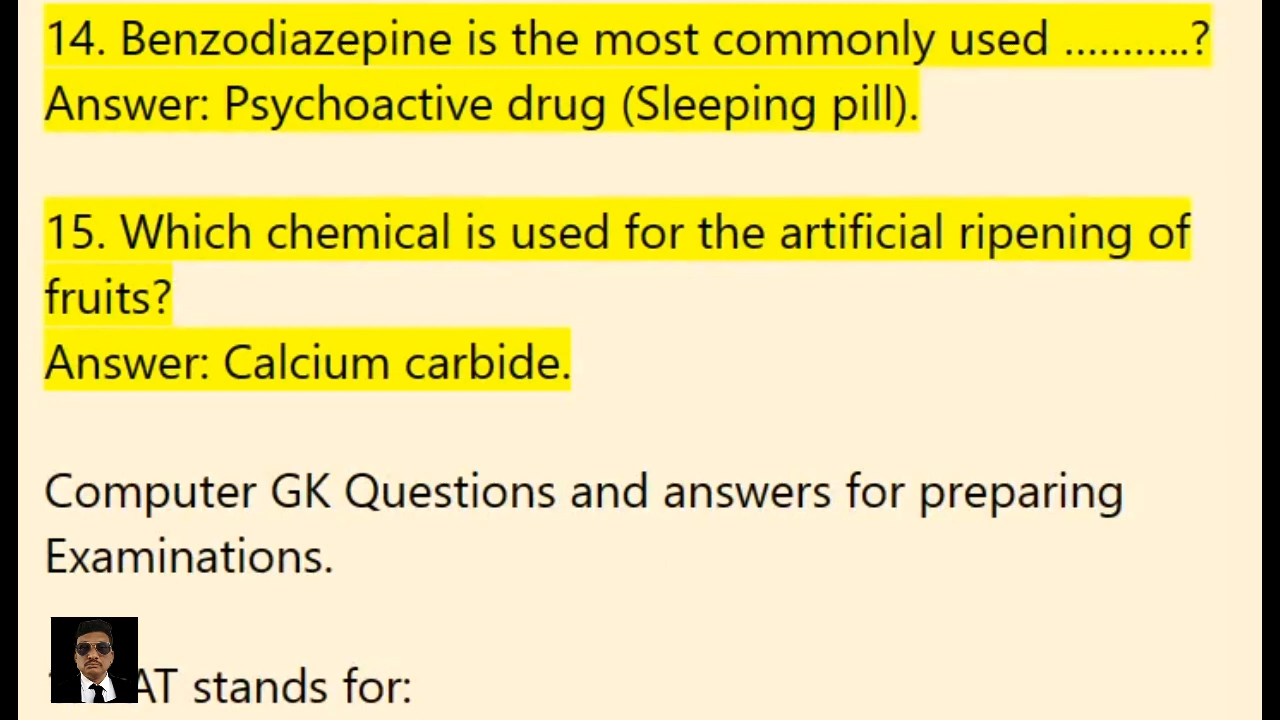 14. Benzodiazepine is the most commonly used ...........?
Answer: Psychoactive drug (Sleeping pill).
15. Which chemical is used for the artificial ripening of
fruits?
Answer: Calcium carbide.
Computer GK Questions and answers for preparing
Examinations.
stands for: